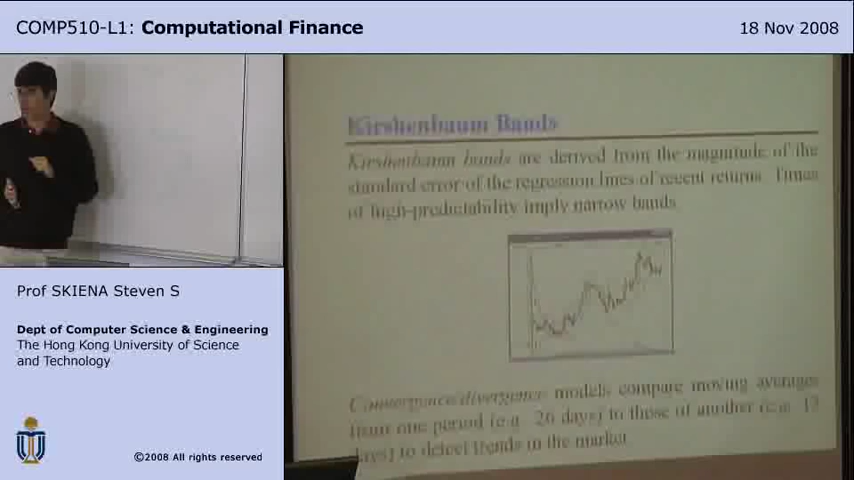 COMP510-L1: Computational Finance
18 Nov 2008
Kirshenbaum Bands
Kirshenbaum bands are derived from the magnitude of the
standard error of the regression lines of recent returns. Times
of high-predictability imply narrow bands.
Convergence/divergence models compare moving averages
from one period (e.g. 26 days) to those of another (e.g.
to detect trends in the market.
Prof SKIENA Steven S
Dept of Computer Science & Engineering
The Hong Kong University of Science
and Technology
©2008 All rights reserved